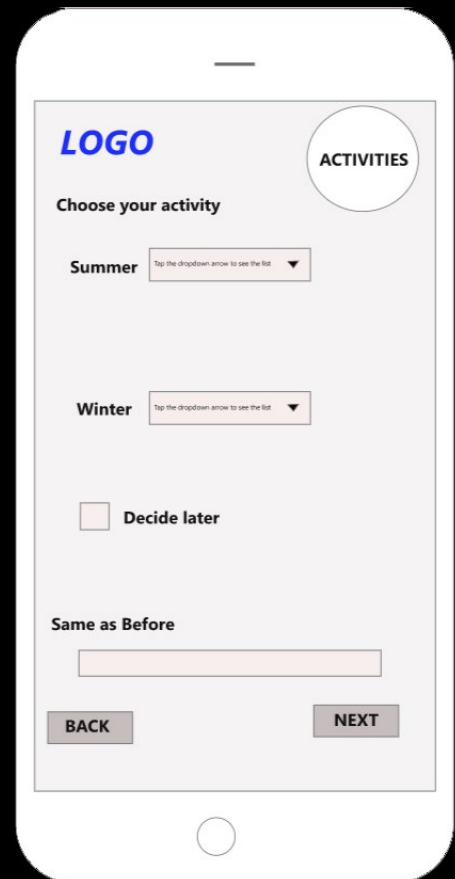 LOGO
ACTIVITIES
Choose your activity
Summer
Tap the dropdown arrow to see the list
Winter
Tap the dropdown arrow to see the list
Decide later
Same as Before
BACK
NEXT